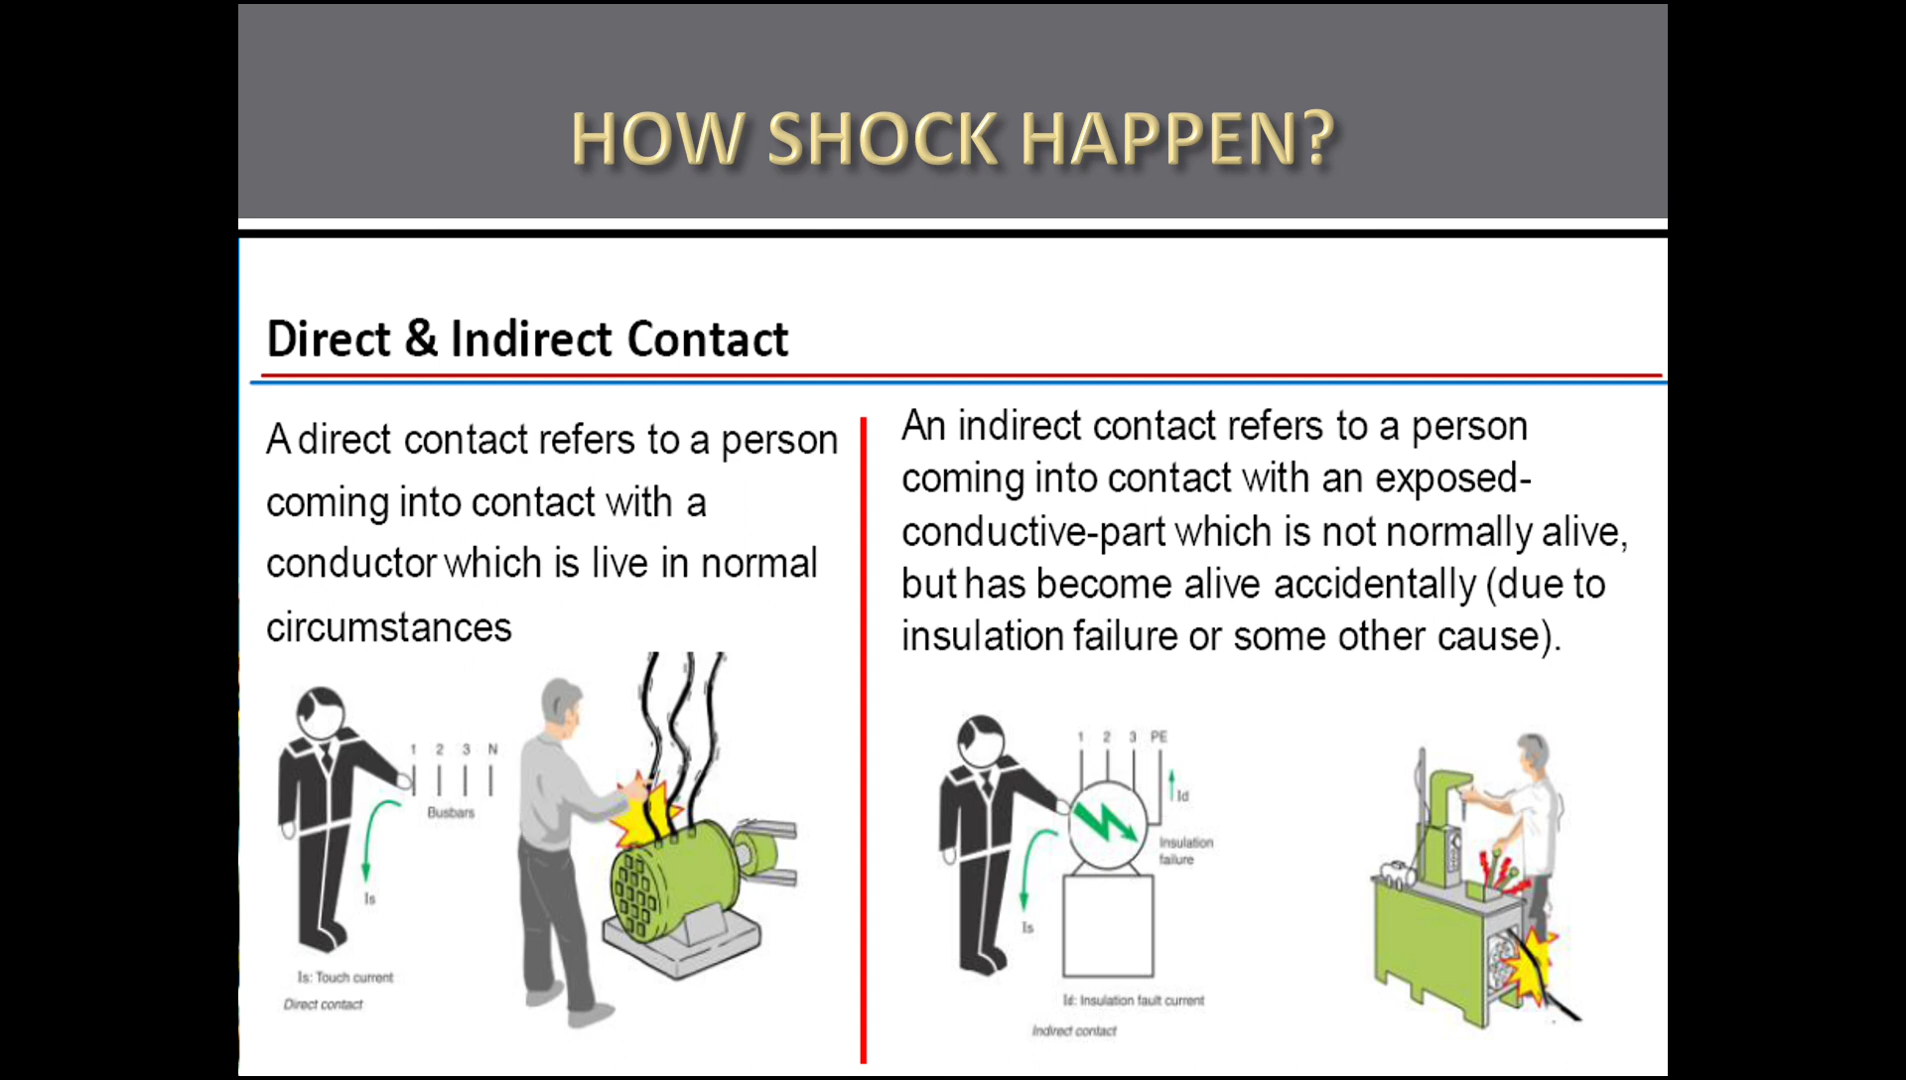 HOW SHOCK HAPPEN?
Direct & Indirect Contact
A direct contact refers to a person
coming into contact with a
conductor which is live in normal
circumstances
1 2 3 N
Busbars
Is
Is: Touch current
Direct contact
An indirect contact refers to a person
coming into contact with an exposed-
conductive-part which is not normally alive,
but has become alive accidentally (due to
insulation failure or some other cause).
1 2 3 PE
Id
Insulation
failure
Is
Id: Insulation fault current
Indirect contact